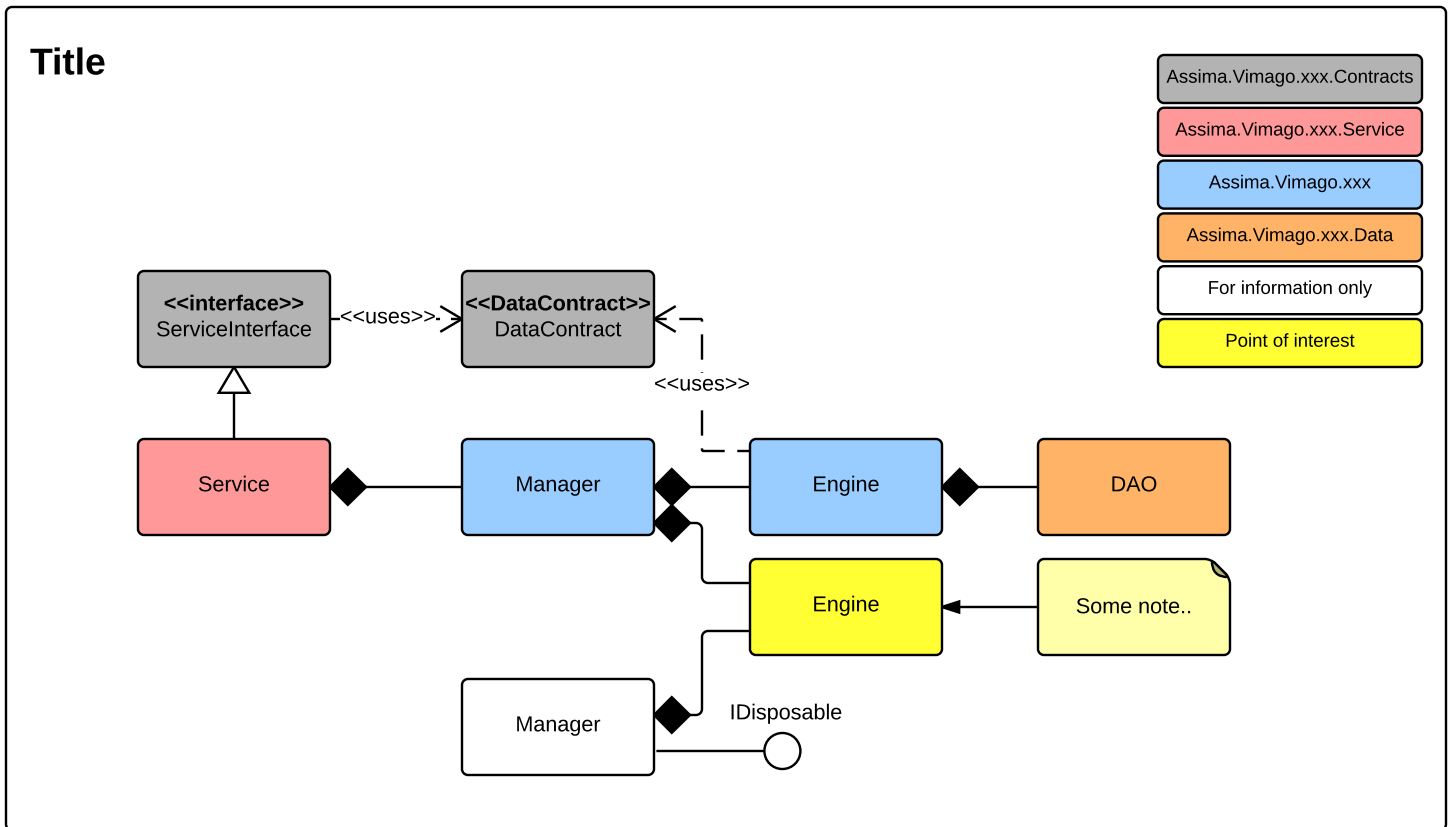 Title
Assima.Vimago.xxx.Contracts
Assima.Vimago.xxx.Service
Assima.Vimago.xxx
Assima.Vimago.xxx.Data
For information only
Point of interest
<<interface>>
ServiceInterface
<<uses>>
<<DataContract>>
DataContract
<<uses>>
Service
Manager
Engine
DAO
Engine
Some note..
Manager
IDisposable